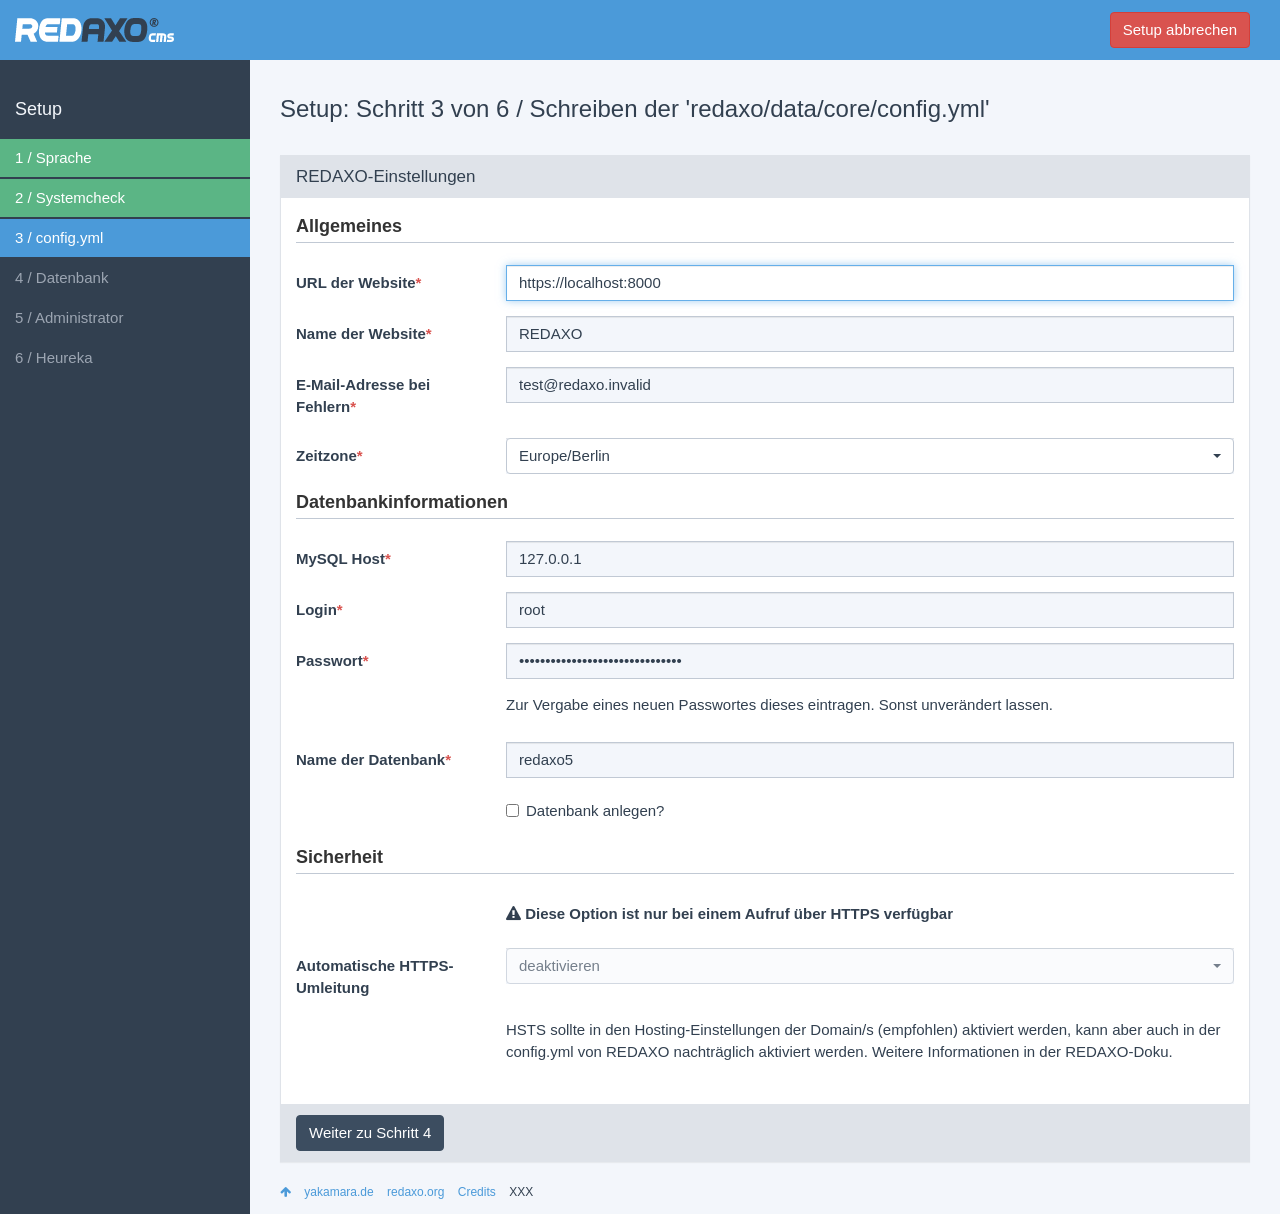 REDAXO® cms
Setup abbrechen
Setup
1 / Sprache
2 / Systemcheck
3 / config.yml
4 / Datenbank
5 / Administrator
6 / Heureka
Setup: Schritt 3 von 6 / Schreiben der 'redaxo/data/core/config.yml'
REDAXO-Einstellungen
Allgemeines
URL der Website*
https://localhost:8000
Name der Website*
REDAXO
E-Mail-Adresse bei
Fehlern*
test@redaxo.invalid
Zeitzone*
Europe/Berlin
Datenbankinformationen
MySQL Host*
127.0.0.1
Login*
root
Passwort*
•••••••••••••••••••••••••••••••
Zur Vergabe eines neuen Passwortes dieses eintragen. Sonst unverändert lassen.
Name der Datenbank*
redaxo5
Datenbank anlegen?
Sicherheit
Diese Option ist nur bei einem Aufruf über HTTPS verfügbar
Automatische HTTPS-
Umleitung
deaktivieren
HSTS sollte in den Hosting-Einstellungen der Domain/s (empfohlen) aktiviert werden, kann aber auch in der
config.yml von REDAXO nachträglich aktiviert werden. Weitere Informationen in der REDAXO-Doku.
Weiter zu Schritt 4
yakamara.de redaxo.org Credits XXX